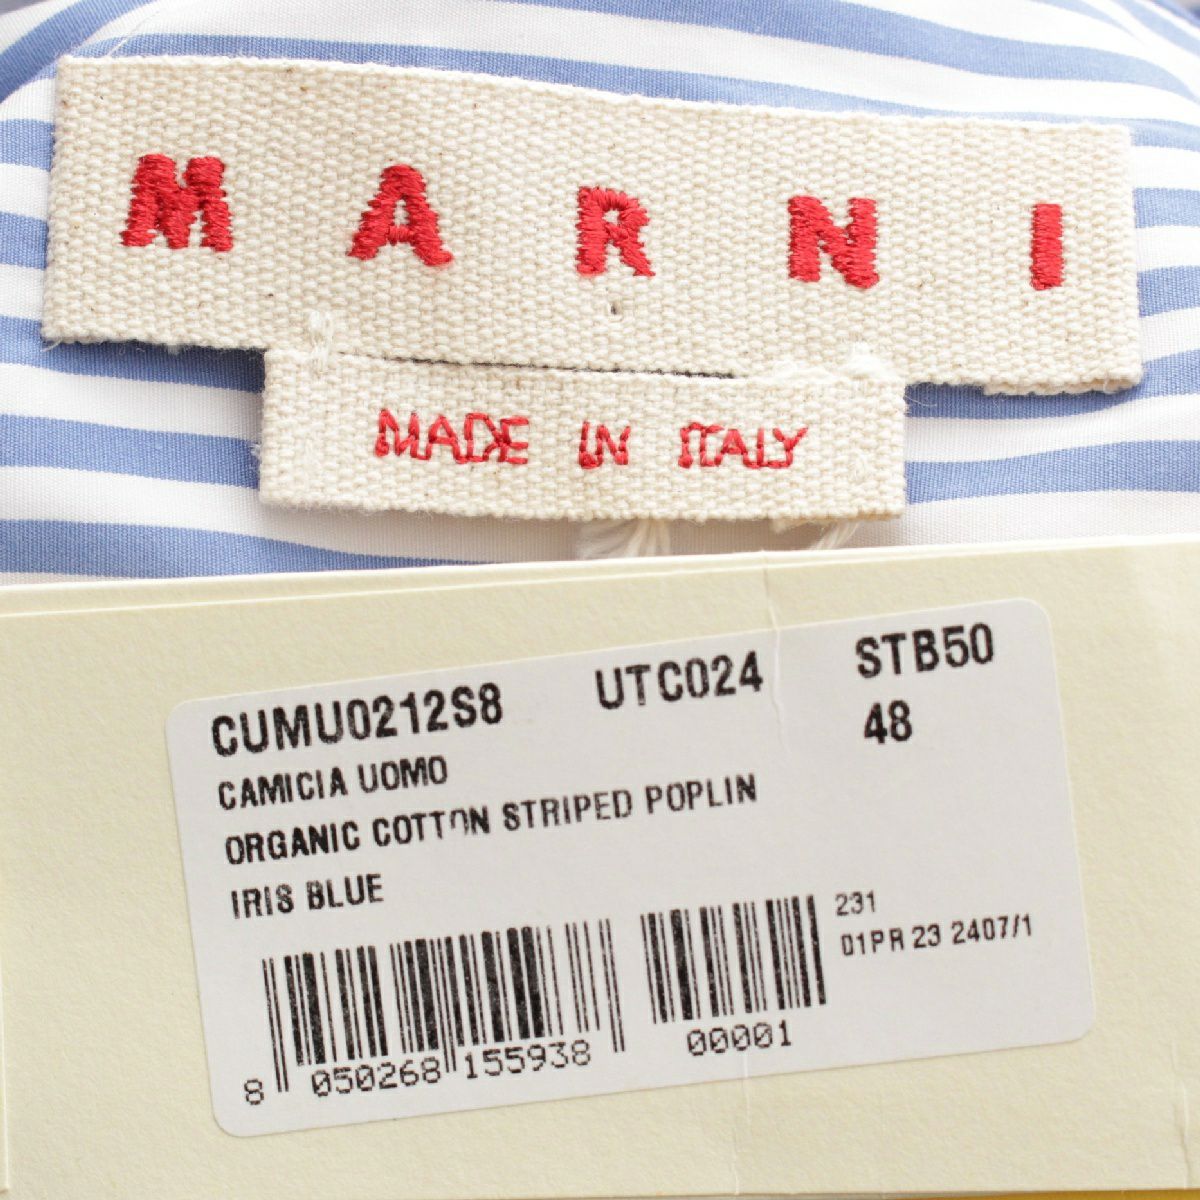 MARNI
MADE IN ITALY
CUMU0212S8 UTC024 STB50
48
CAMICIA UOMO
ORGANIC COTTON STRIPED POPLIN
IRIS BLUE
231
01PR 23 2407/1
8 050268 155938 00001